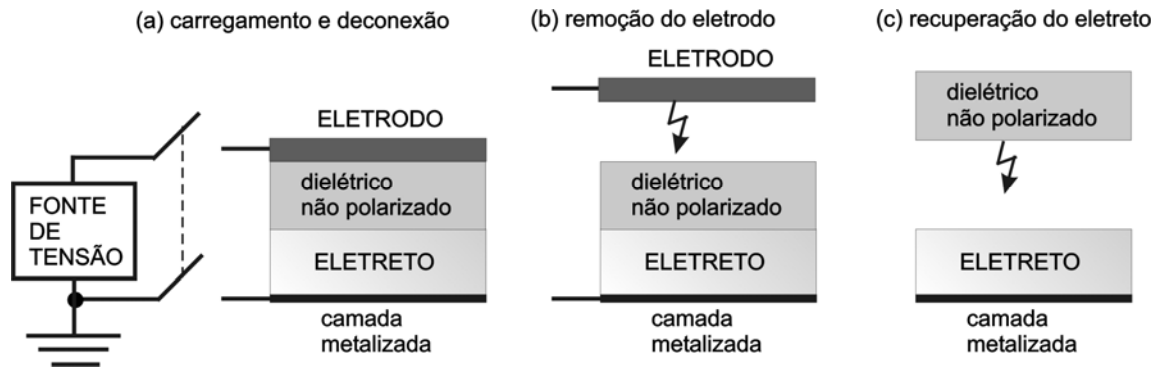 (a) carregamento e deconexão
(b) remoção do eletrodo
(c) recuperação do eletreto
ELETRODO
FONTE
DE
TENSÃO
dielétrico
não polarizado
ELETRETO
camada
metalizada
ELETRODO
dielétrico
não polarizado
ELETRETO
camada
metalizada
dielétrico
não polarizado
ELETRETO
camada
metalizada